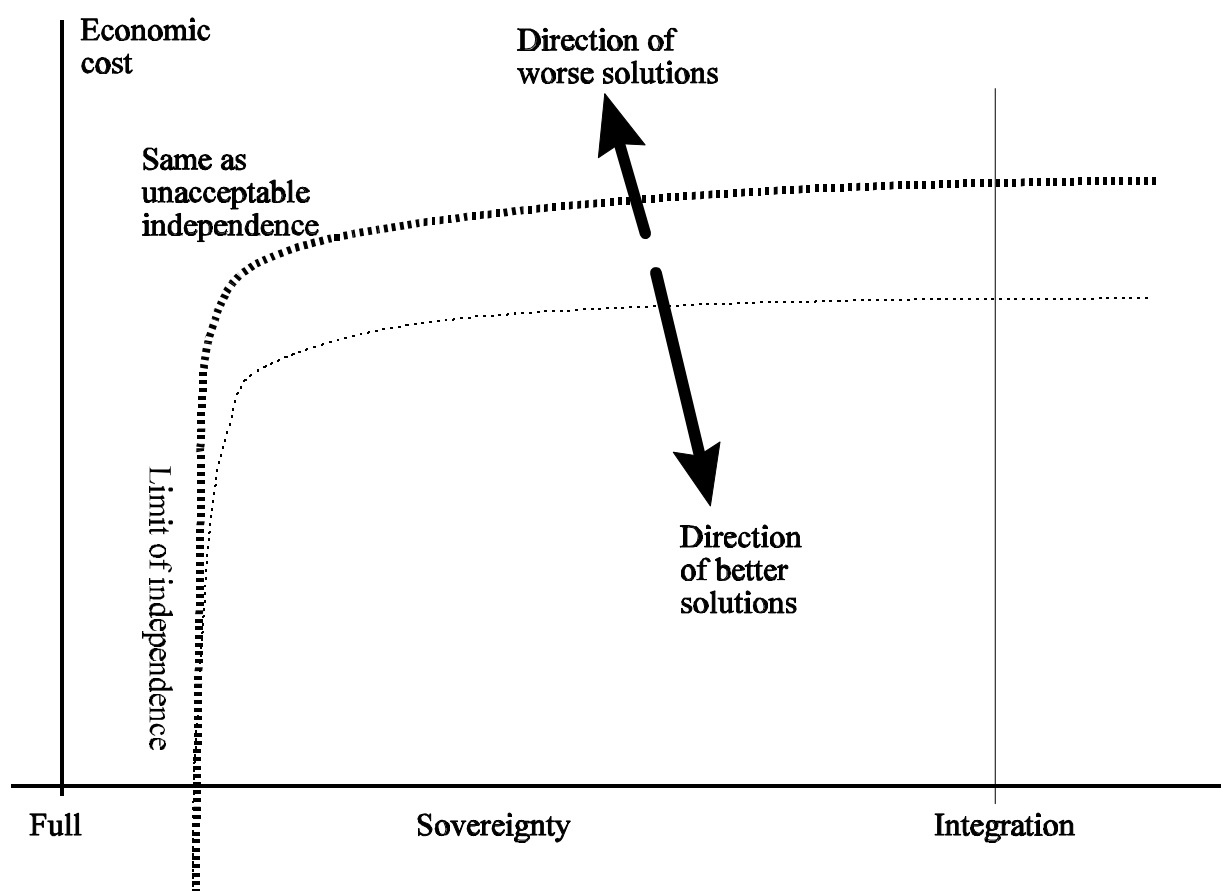 Economic
cost
Direction of
worse solutions
Same as
unacceptable
independence
Limit of independence
Direction
of better
solutions
Full
Sovereignty
Integration